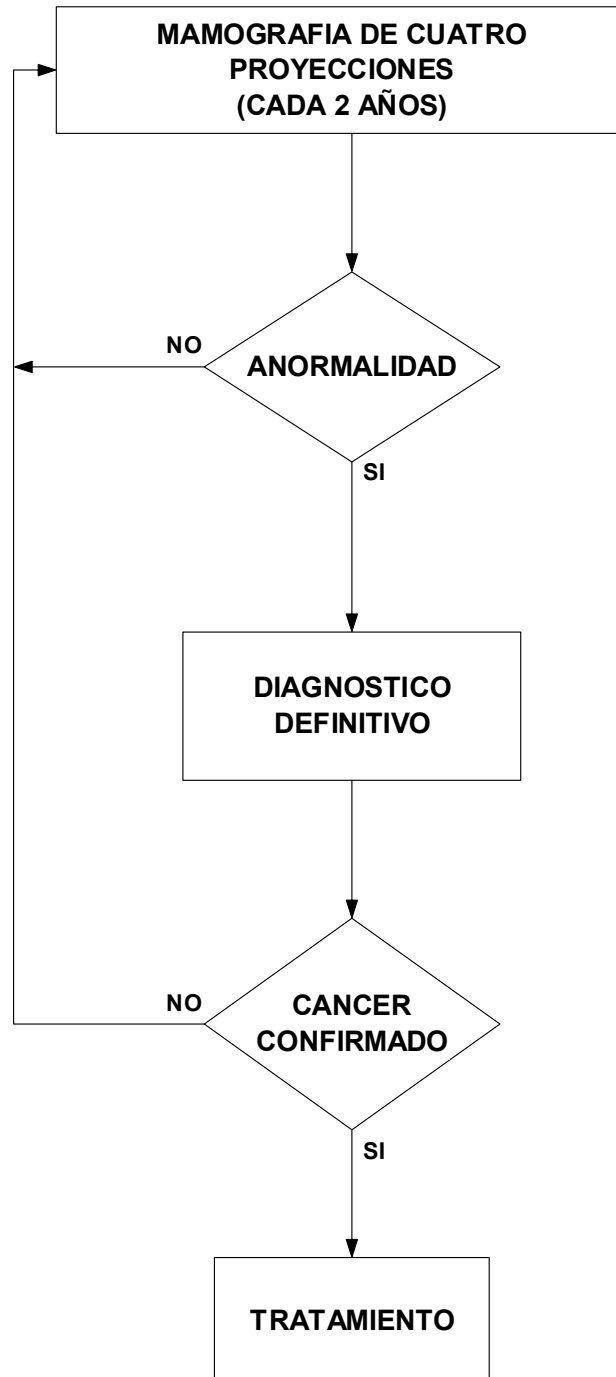 MAMOGRAFIA DE CUATRO
PROYECCIONES
(CADA 2 AÑOS)
NO
ANORMALIDAD
SI
DIAGNOSTICO
DEFINITIVO
NO
CANCER
CONFIRMADO
SI
TRATAMIENTO